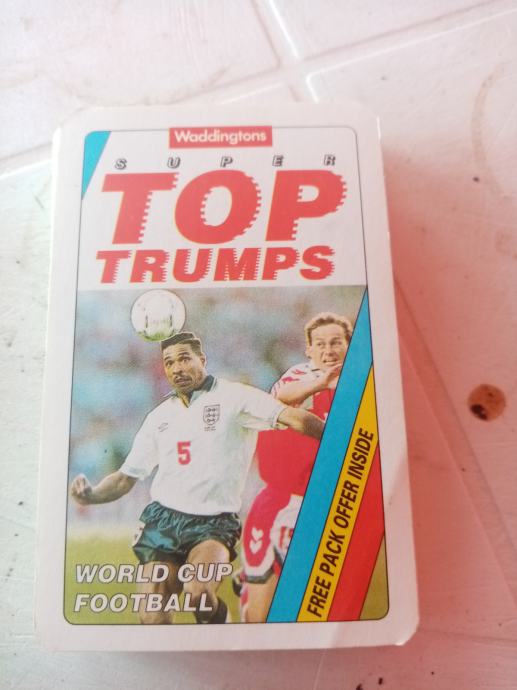 Waddingtons
SUPER
TOP
TRUMPS
5
FREE PACK OFFER INSIDE
WORLD CUP
FOOTBALL